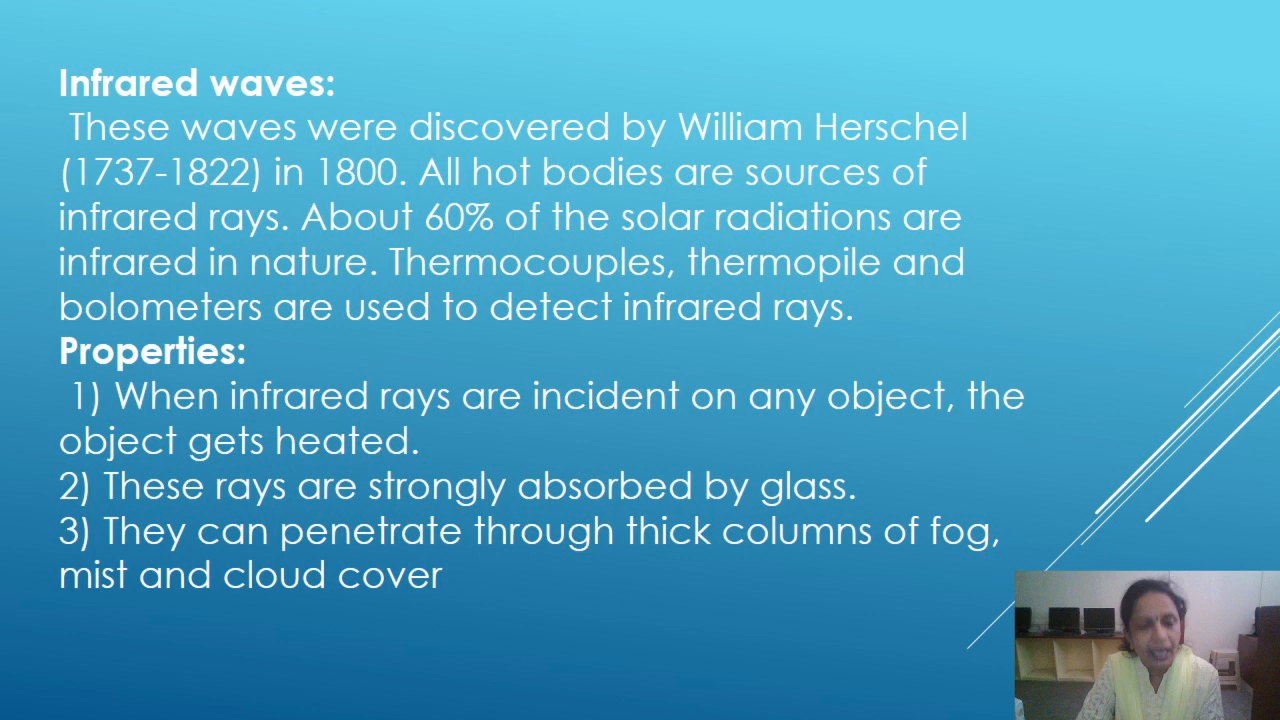 Infrared waves:
These waves were discovered by William Herschel
(1737-1822) in 1800. All hot bodies are sources of
infrared rays. About 60% of the solar radiations are
infrared in nature. Thermocouples, thermopile and
bolometers are used to detect infrared rays.
Properties:
1) When infrared rays are incident on any object, the
object gets heated.
2) These rays are strongly absorbed by glass.
3) They can penetrate through thick columns of fog,
mist and cloud cover